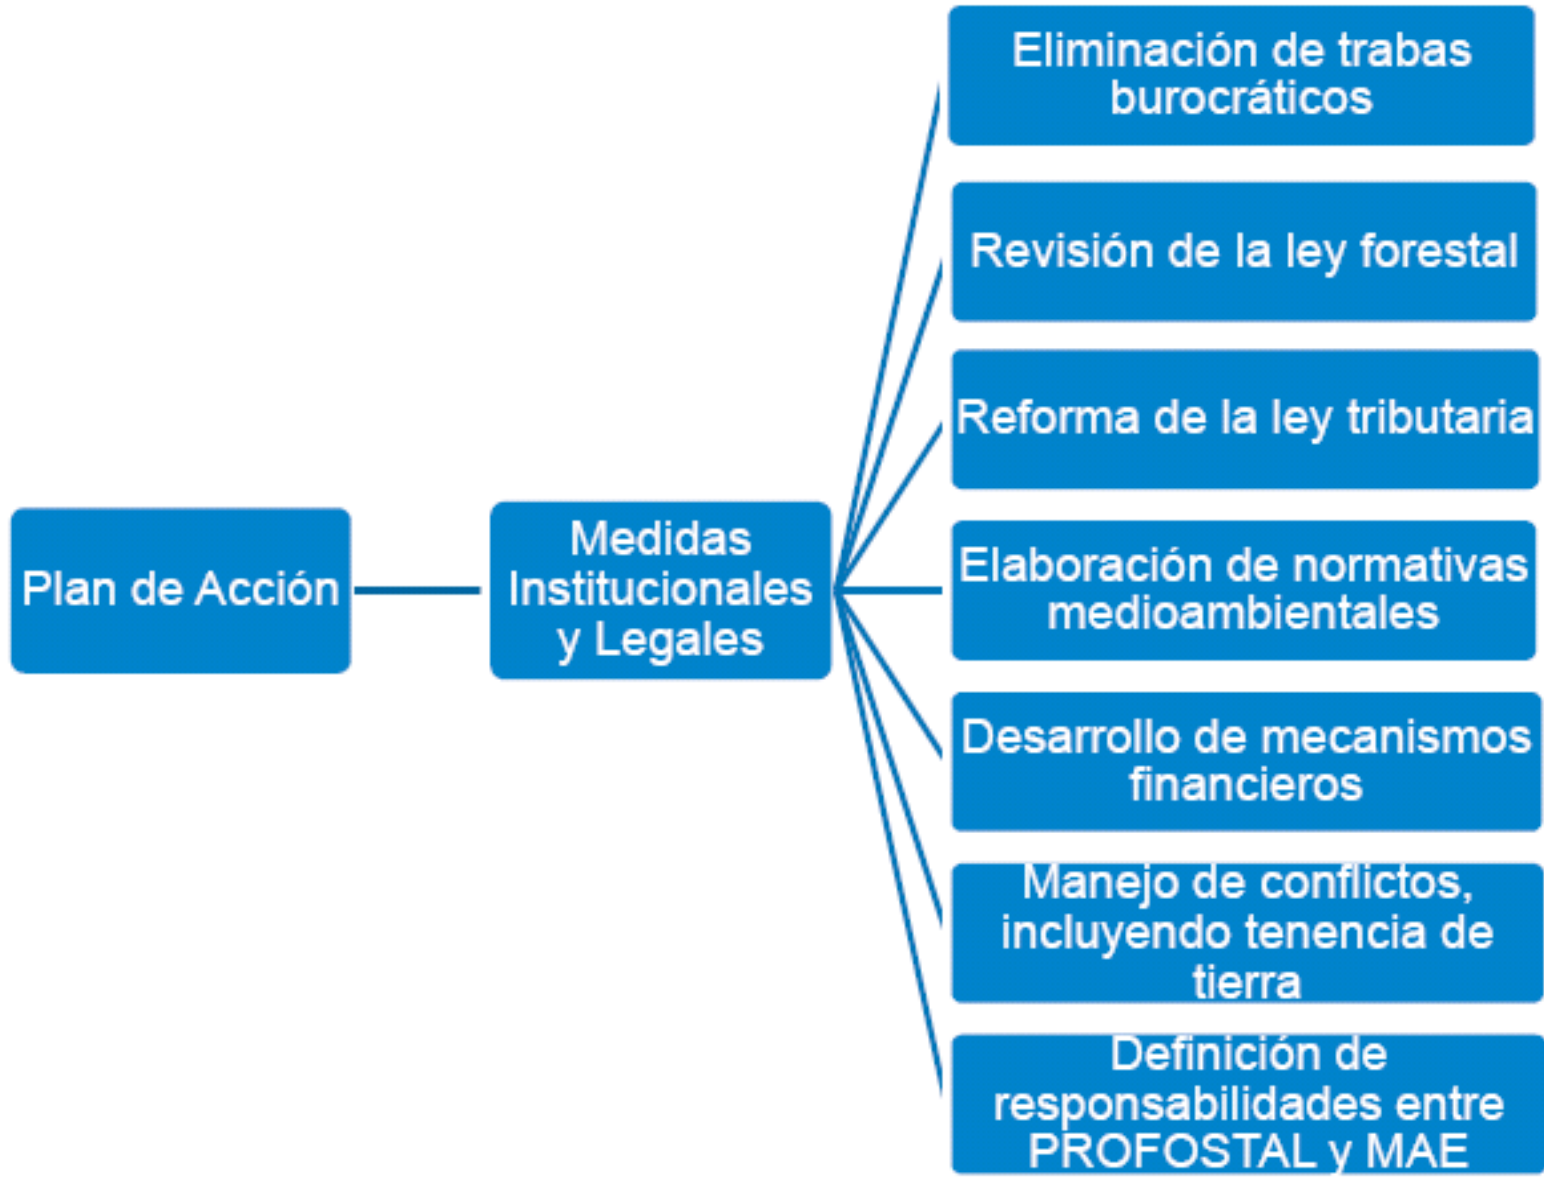 Plan de Acción
Medidas
Institucionales
y Legales
Eliminación de trabas
burocráticos
Revisión de la ley forestal
Reforma de la ley tributaria
Elaboración de normativas
medioambientales
Desarrollo de mecanismos
financieros
Manejo de conflictos,
incluyendo tenencia de
tierra
Definición de
responsabilidades entre
PROFOSTAL y MAE